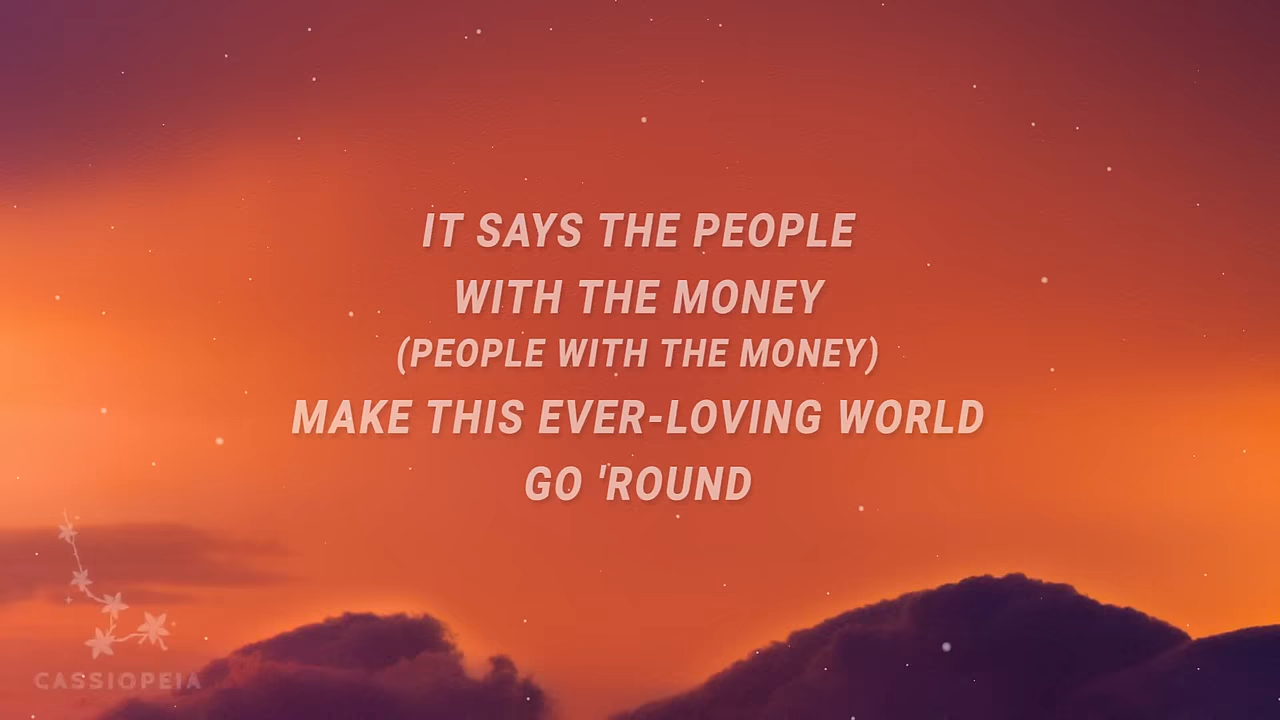 IT SAYS THE PEOPLE
WITH THE MONEY
(PEOPLE WITH THE MONEY)
MAKE THIS EVER-LOVING WORLD
GO 'ROUND
CASSIOPEIA